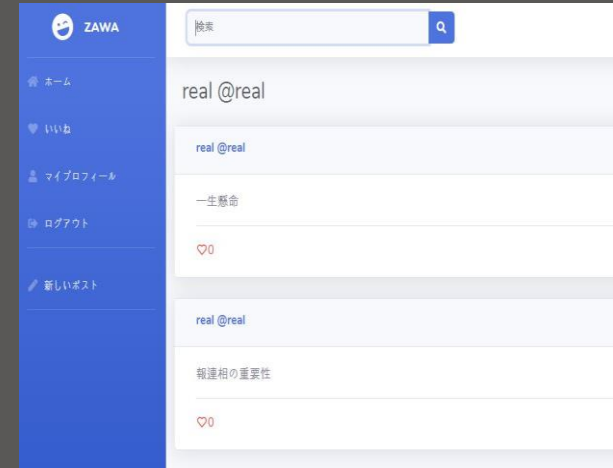 ZAWA
検索
ホーム
いいね
マイプロフィール
ログアウト
新しいポスト
real @real
real @real
一生懸命
♡0
real @real
報連相の重要性
♡0